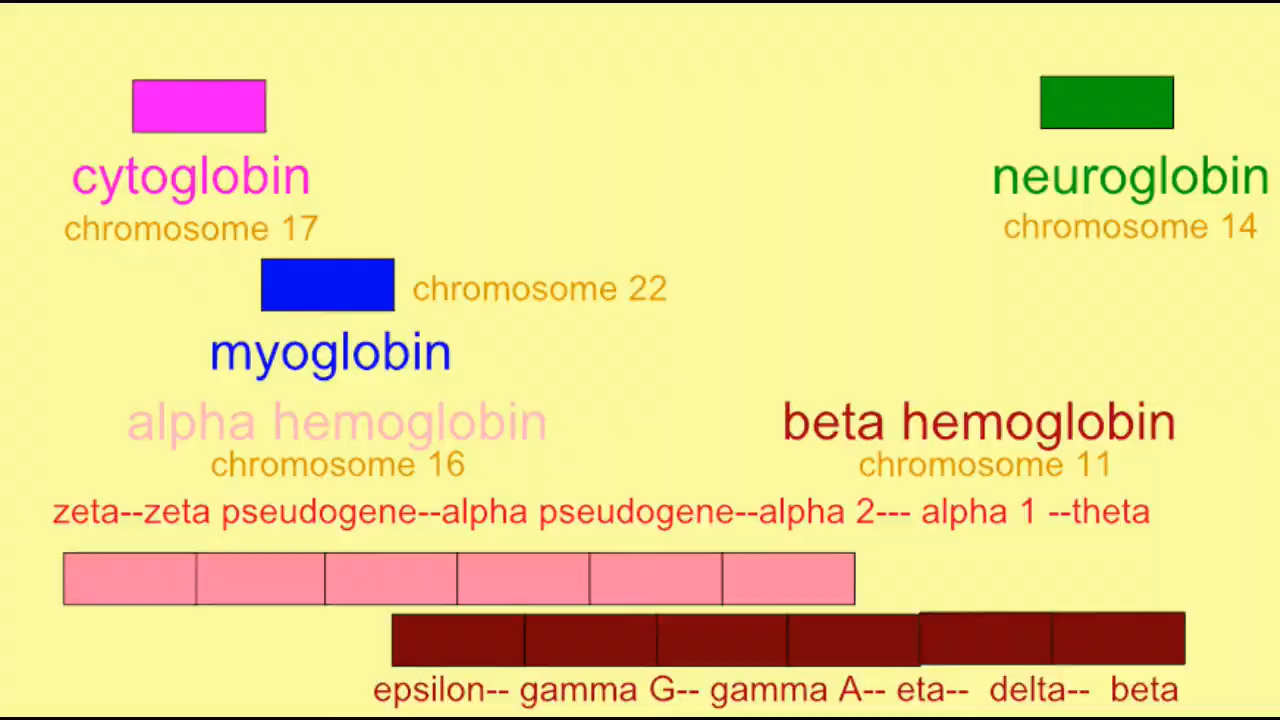 cytoglobin
chromosome 17
neuroglobin
chromosome 14
chromosome 22
myoglobin
alpha hemoglobin
chromosome 16
beta hemoglobin
chromosome 11
zeta--zeta pseudogene--alpha pseudogene--alpha 2--- alpha 1 --theta
epsilon-- gamma G-- gamma A-- eta-- delta-- beta